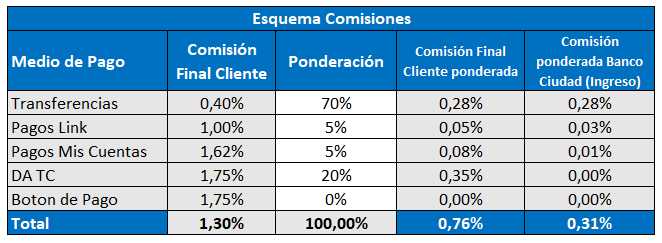 Esquema Comisiones
Medio de Pago | Comisión Final Cliente | Ponderación | Comisión Final Cliente ponderada | Comisión ponderada Banco Ciudad (Ingreso)
Transferencias | 0,40% | 70% | 0,28% | 0,28%
Pagos Link | 1,00% | 5% | 0,05% | 0,03%
Pagos Mis Cuentas | 1,62% | 5% | 0,08% | 0,01%
DA TC | 1,75% | 20% | 0,35% | 0,00%
Boton de Pago | 1,75% | 0% | 0,00% | 0,00%
Total | 1,30% | 100,00% | 0,76% | 0,31%